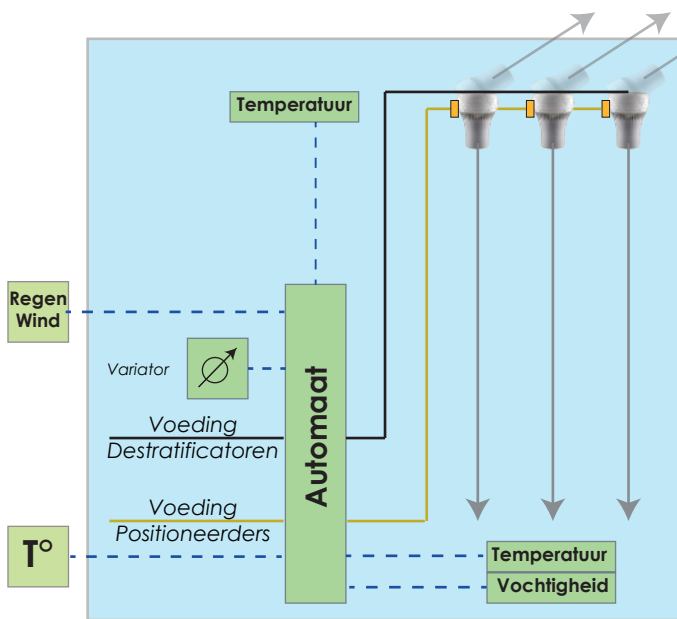 Temperatuur
Regen
Wind
Variator
Automaat
Voeding
Destratificatoren
Voeding
Positioneerders
T°
Temperatuur
Vochtigheid